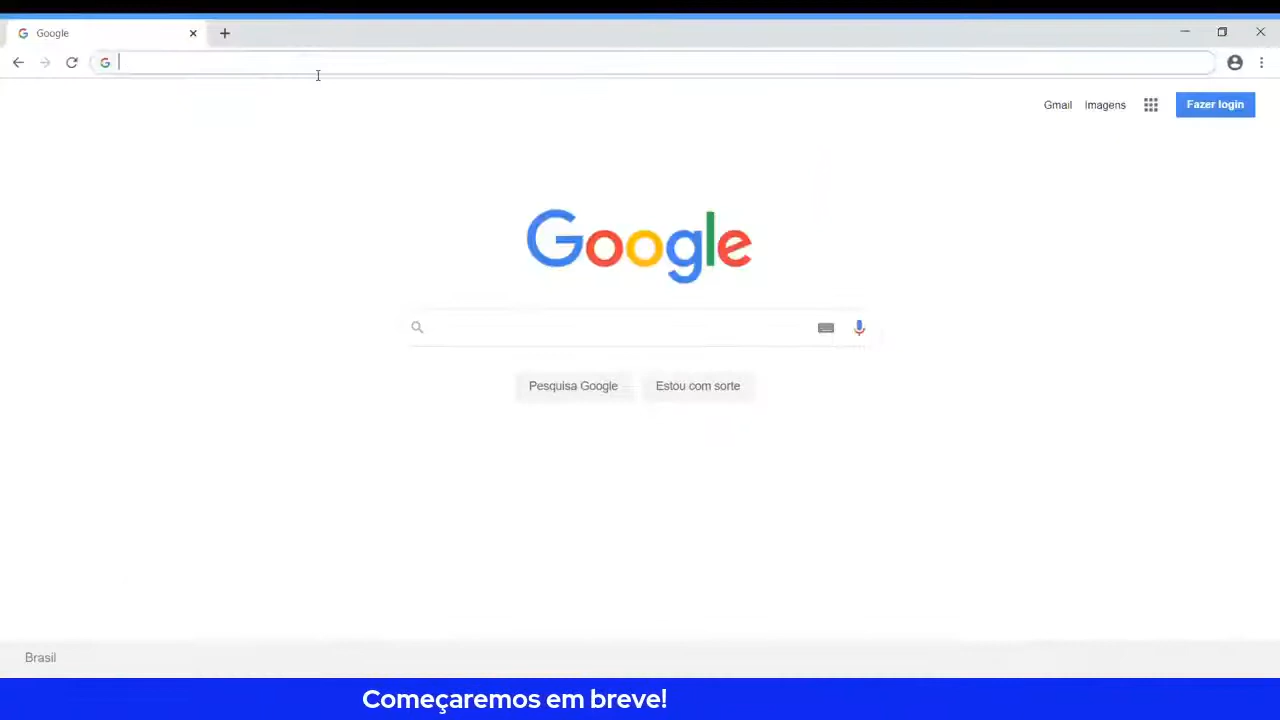 Google
Gmail Imagens Fazer login
Google
Pesquisa Google Estou com sorte
Brasil
Começaremos em breve!